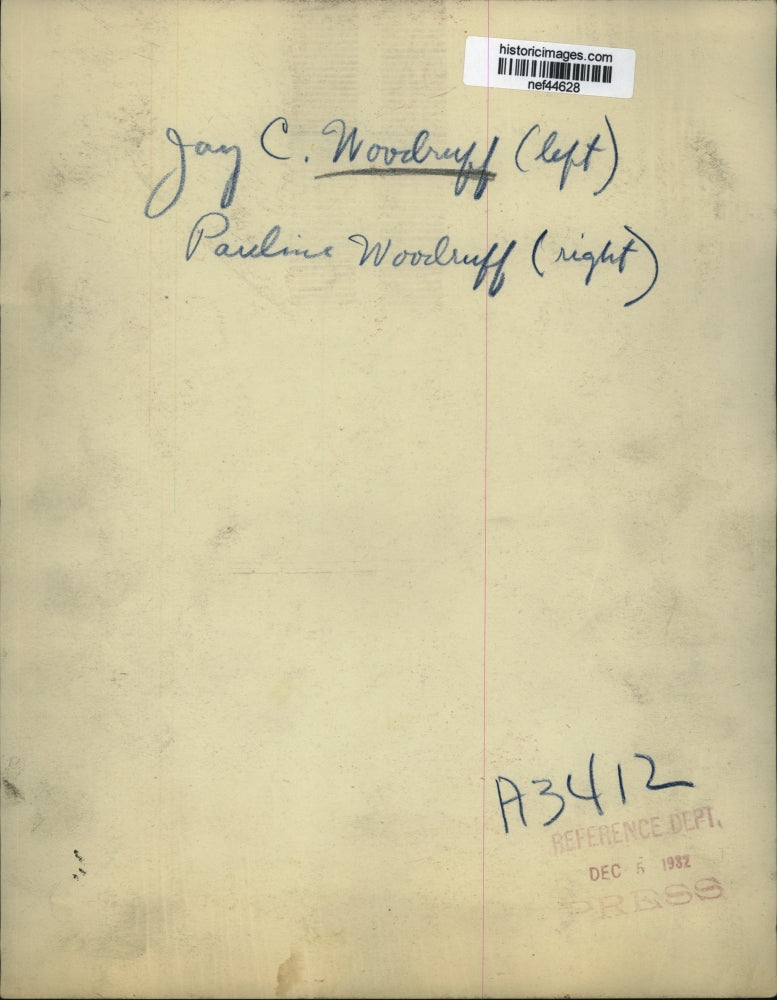 historicimages.com
nef44628
Jay C. Woodruff (left)
Pauline Woodruff (right)
A3412
REFERENCE DEPT.
DEC 5 1932
PRESS